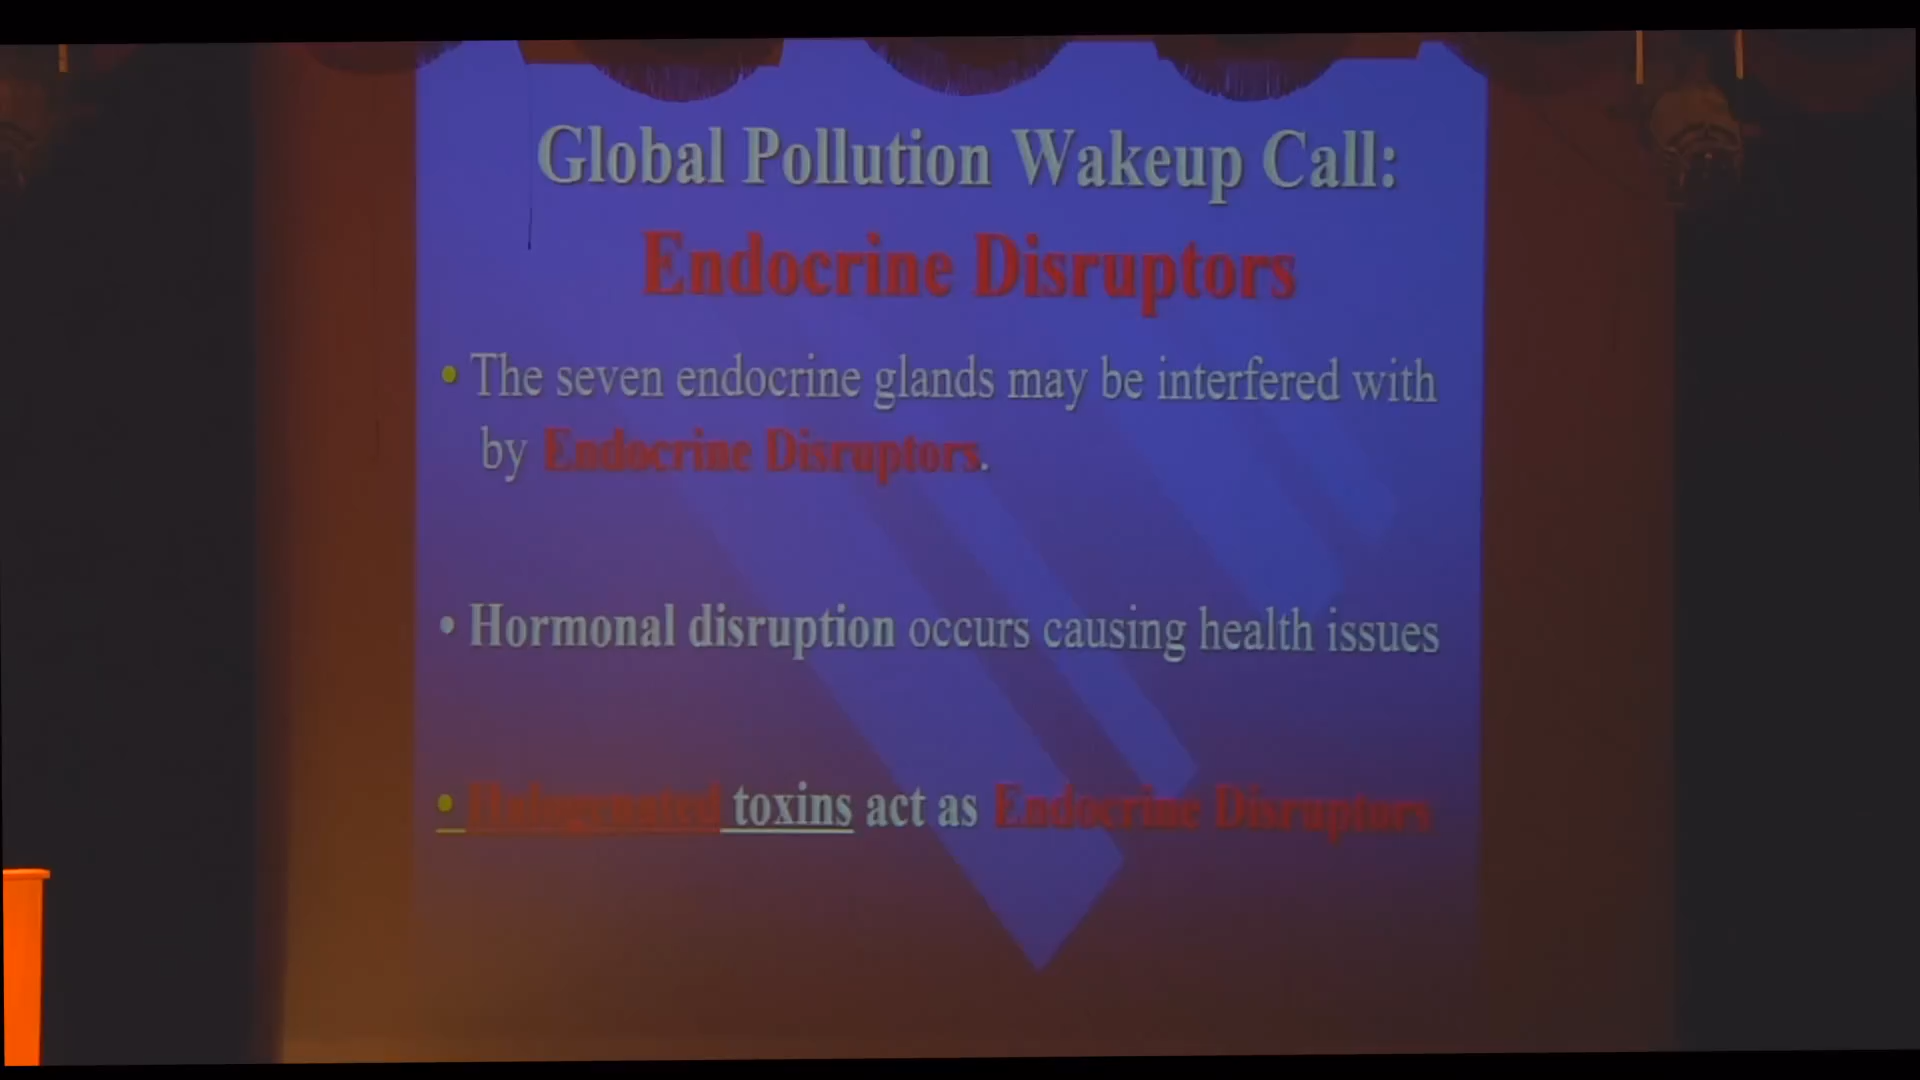 Global Pollution Wakeup Call:
Endocrine Disruptors
• The seven endocrine glands may be interfered with
by Endocrine Disruptors.
• Hormonal disruption occurs causing health issues
• Halogenated toxins act as Endocrine Disruptors